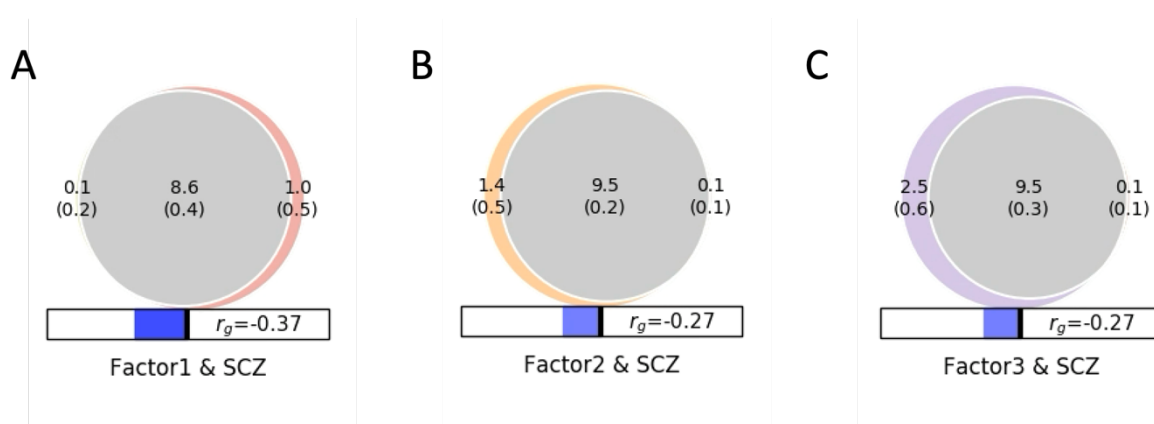 A
0.1
(0.2)
8.6
(0.4)
1.0
(0.5)
r_g=-0.37
Factor1 & SCZ
B
1.4
(0.5)
9.5
(0.2)
0.1
(0.1)
r_g=-0.27
Factor2 & SCZ
C
2.5
(0.6)
9.5
(0.3)
0.1
(0.1)
r_g=-0.27
Factor3 & SCZ